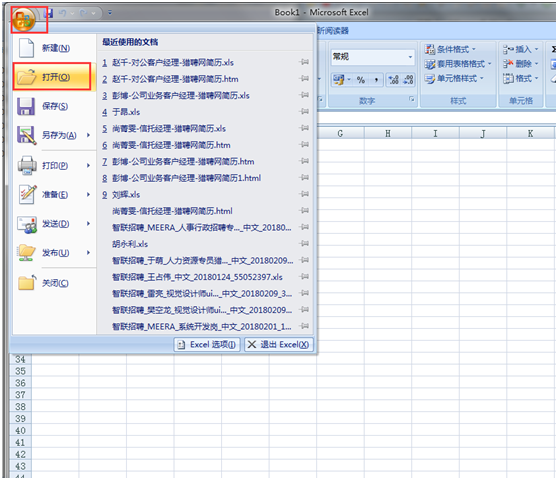 Book1 - Microsoft Excel
新阅读器
新建(N)
打开(O)
保存(S)
另存为(A)
打印(P)
准备(E)
发送(D)
发布(U)
关闭(C)
最近使用的文档
1 赵干-对公客户经理-猎聘网简历.xls
2 赵干-对公客户经理-猎聘网简历.htm
3 彭博-公司业务客户经理-猎聘网简历.xls
4 于昂.xls
5 尚菁雯-信托经理-猎聘网简历.xls
6 尚菁雯-信托经理-猎聘网简历.htm
7 彭博-公司业务客户经理-猎聘网简历.htm
8 彭博-公司业务客户经理-猎聘网简历1.html
9 刘辉.xls
尚菁雯-信托经理-猎聘网简历.html
智联招聘_MEERA_人事行政招聘专..._中文_20180...
胡永利.xls
智联招聘_于萌_人力资源专员猎..._中文_20180209...
智联招聘_王占伟_中文_20180124_55052397.xls
智联招聘_雷亮_视觉设计师ui..._中文_20180209_3...
智联招聘_樊空龙_视觉设计师ui..._中文_20180209...
智联招聘_MEERA_系统开发岗_中文_20180201_1...
Excel 选项(I)
退出 Excel(X)
常规
% ,
数字
条件格式
套用表格格式
单元格样式
样式
插入
删除
格式
单元格
G H I J K
34
35
36
37
38
39
40
41
42
43
44